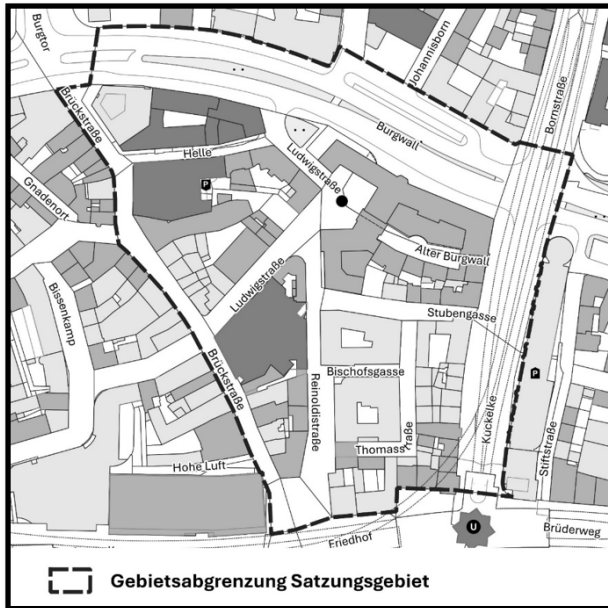 Burgtor
Johannisborn
Bornstraße
Brückstraße
Burgwall
Helle
Ludwigstraße
P
Gnadenort
Alter Burgwall
Ludwigstraße
Bissenkamp
Stubengasse
Brückstraße
Bischofsgasse
P
Reinoldistraße
Kuckelke
Thomasstraße
Stiftstraße
Hohe Luft
U
Brüderweg
Friedhof
Gebietsabgrenzung Satzungsgebiet